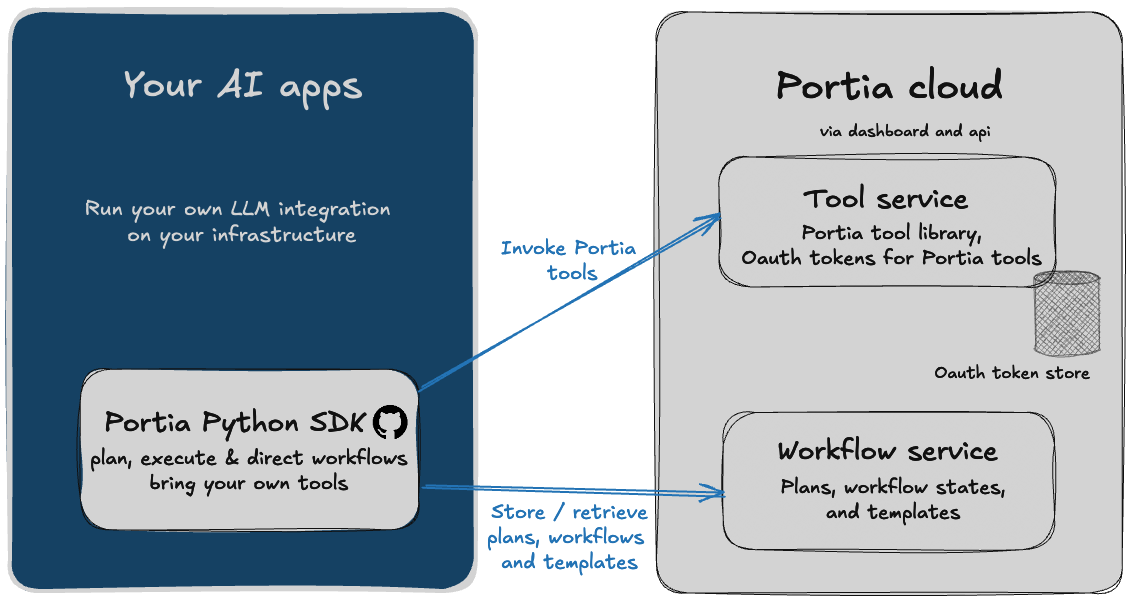 Your AI apps
Run your own LLM integration
on your infrastructure
Portia Python SDK
plan, execute & direct workflows
bring your own tools
Invoke Portia
tools
Store / retrieve
plans, workflows
and templates
Portia cloud
via dashboard and api
Tool service
Portia tool library,
Oauth tokens for Portia tools
Oauth token store
Workflow service
Plans, workflow states,
and templates